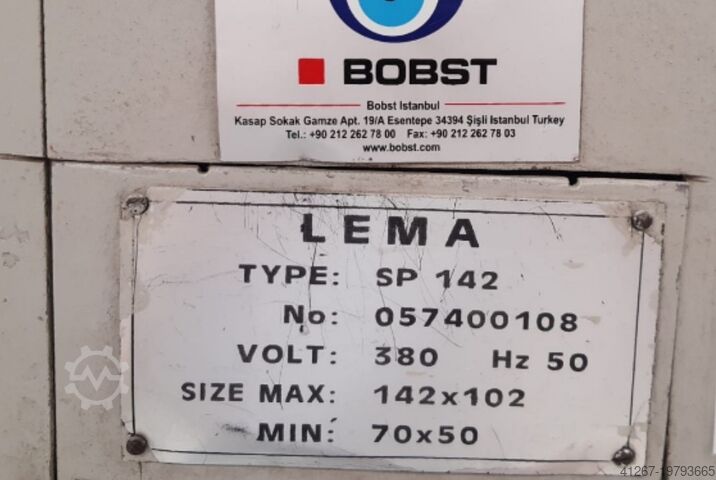 BOBST
Bobst Istanbul
Kasap Sokak Gamze Apt. 19/A Esentepe 34394 Şişli Istanbul Turkey
Tel.: +90 212 262 78 00 Fax: +90 212 262 78 03
www.bobst.com
LEMA
TYPE: SP 142
No: 057400108
VOLT: 380 Hz 50
SIZE MAX: 142x102
MIN: 70x50
41267-19793665